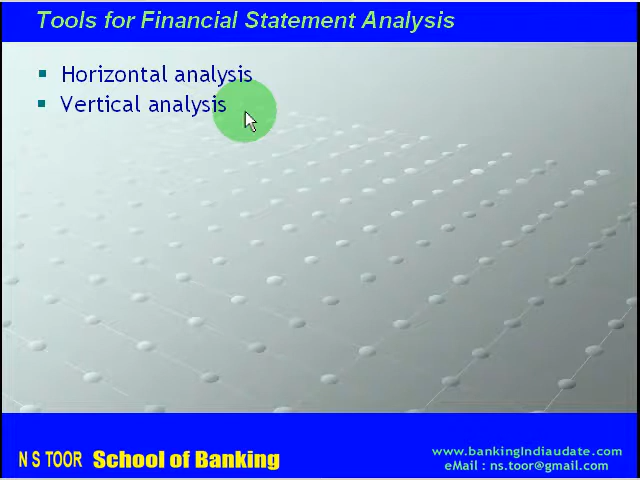 Tools for Financial Statement Analysis
Horizontal analysis
Vertical analysis
N S TOOR School of Banking
www.bankingindiaudate.com
eMail : ns.toor@gmail.com